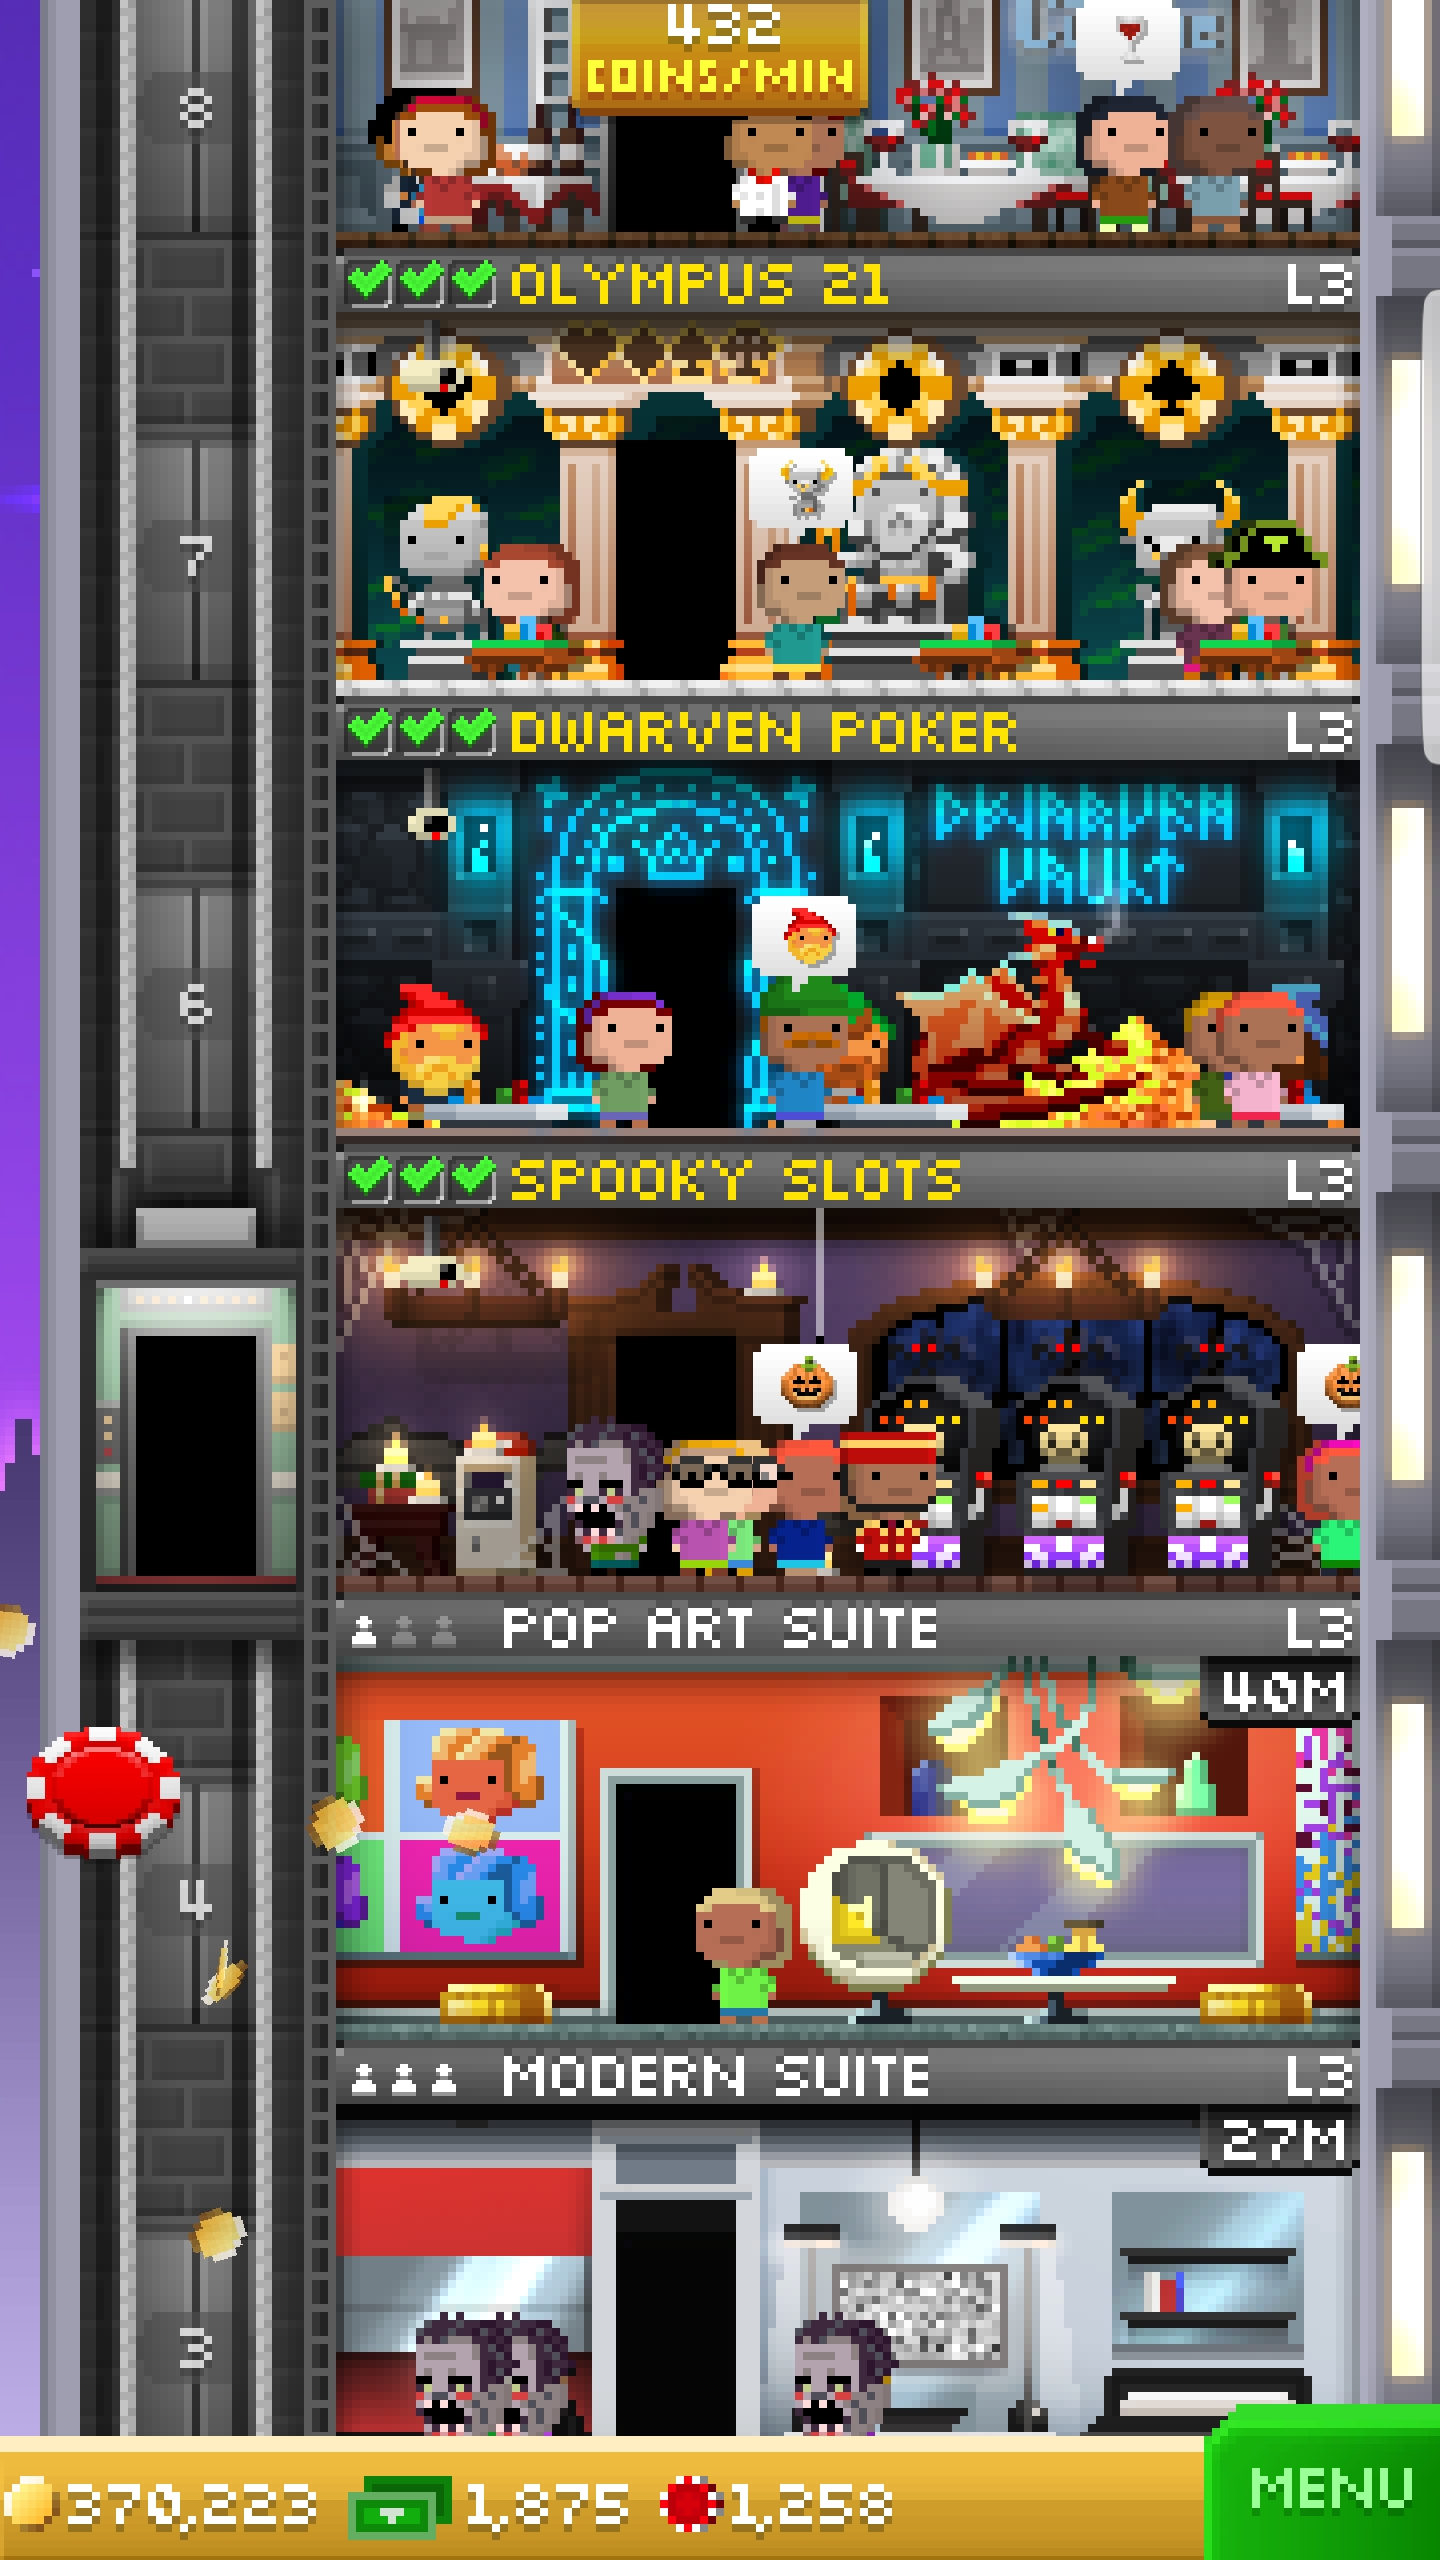 432
COINS/MIN
8
OLYMPUS 21 L3
7
DWARVEN POKER L3
DWARVEN
VAULT
6
SPOOKY SLOTS L3
POP ART SUITE L3
40M
4
MODERN SUITE L3
27M
3
370,223 1,875 1,258 MENU